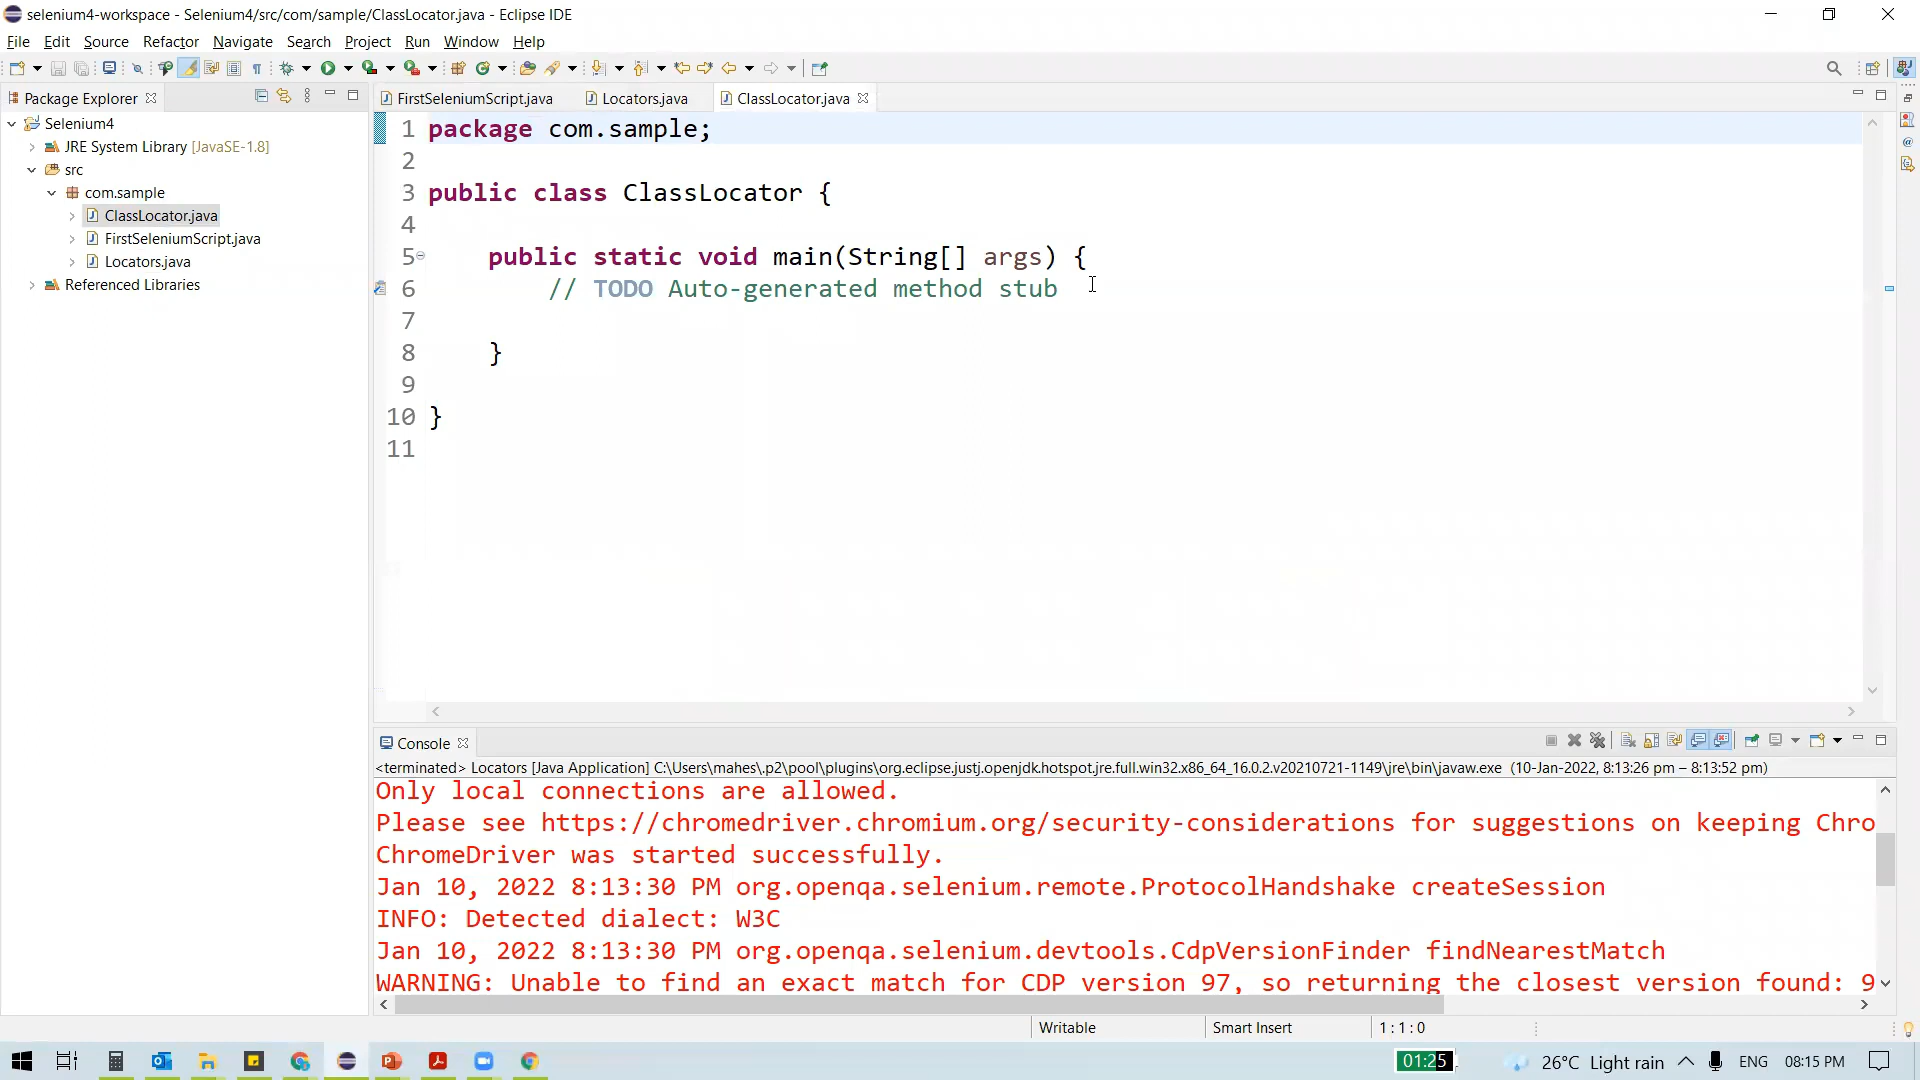 selenium4-workspace - Selenium4/src/com/sample/ClassLocator.java - Eclipse IDE
File Edit Source Refactor Navigate Search Project Run Window Help
Package Explorer
FirstSeleniumScript.java Locators.java ClassLocator.java
Selenium4
JRE System Library [JavaSE-1.8]
src
com.sample
ClassLocator.java
FirstSeleniumScript.java
Locators.java
Referenced Libraries
1 package com.sample;
2
3 public class ClassLocator {
4
5 public static void main(String[] args) {
6 // TODO Auto-generated method stub
7
8 }
9
10 }
11
Console
<terminated> Locators [Java Application] C:\Users\mahes\.p2\pool\plugins\org.eclipse.justj.openjdk.hotspot.jre.full.win32.x86_64_16.0.2.v20210721-1149\jre\bin\javaw.exe (10-Jan-2022, 8:13:26 pm – 8:13:52 pm)
Only local connections are allowed.
Please see https://chromedriver.chromium.org/security-considerations for suggestions on keeping Chro
ChromeDriver was started successfully.
Jan 10, 2022 8:13:30 PM org.openqa.selenium.remote.ProtocolHandshake createSession
INFO: Detected dialect: W3C
Jan 10, 2022 8:13:30 PM org.openqa.selenium.devtools.CdpVersionFinder findNearestMatch
WARNING: Unable to find an exact match for CDP version 97, so returning the closest version found: 9
Writable Smart Insert 1 : 1 : 0
01:25 26°C Light rain ENG 08:15 PM